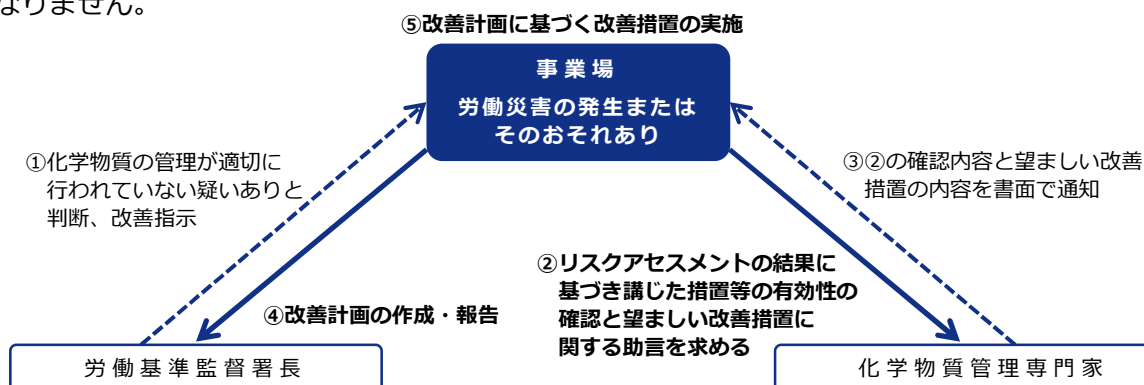 なりません。
⑤改善計画に基づく改善措置の実施
事業場
労働災害の発生または
そのおそれあり
①化学物質の管理が適切に
行われていない疑いありと
判断、改善指示
③②の確認内容と望ましい改善
措置の内容を書面で通知
②リスクアセスメントの結果に
基づき講じた措置等の有効性の
確認と望ましい改善措置に
関する助言を求める
④改善計画の作成・報告
労働基準監督署長
化学物質管理専門家